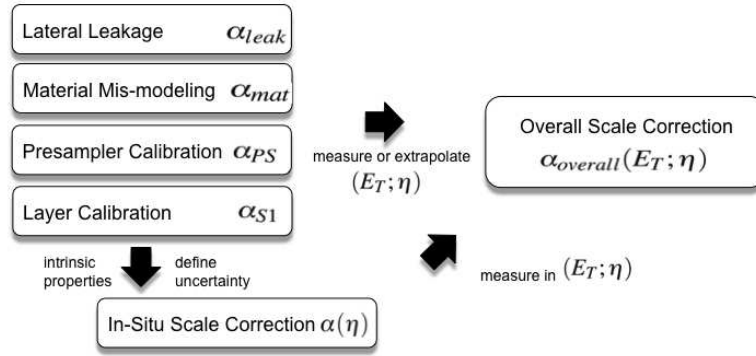 Lateral Leakage α_leak
Material Mis-modeling α_mat
Presampler Calibration α_PS
Layer Calibration α_S1
measure or extrapolate
(E_T; η)
Overall Scale Correction
α_overall(E_T; η)
intrinsic
properties
define
uncertainty
measure in (E_T; η)
In-Situ Scale Correction α(η)